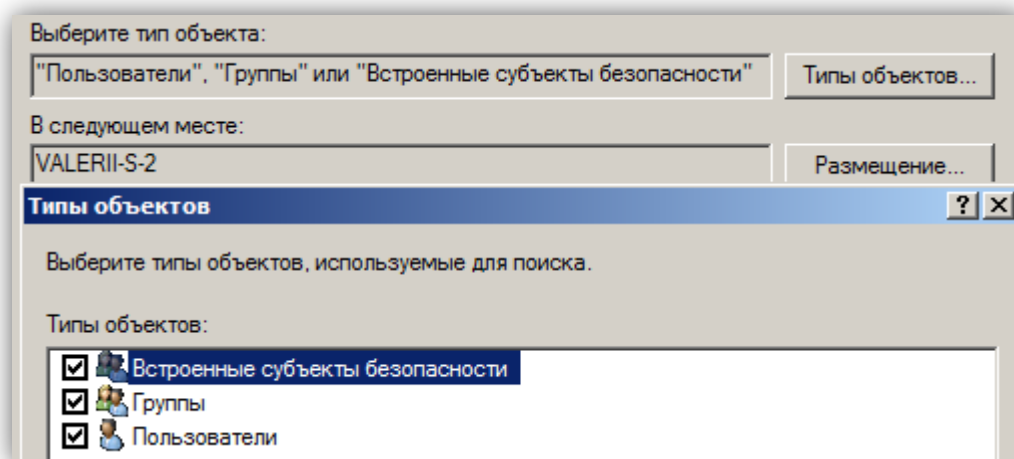 Выберите тип объекта:
"Пользователи", "Группы" или "Встроенные субъекты безопасности"
Типы объектов...
В следующем месте:
VALERII-S-2
Размещение...
Типы объектов
Выберите типы объектов, используемые для поиска.
Типы объектов:
Встроенные субъекты безопасности
Группы
Пользователи